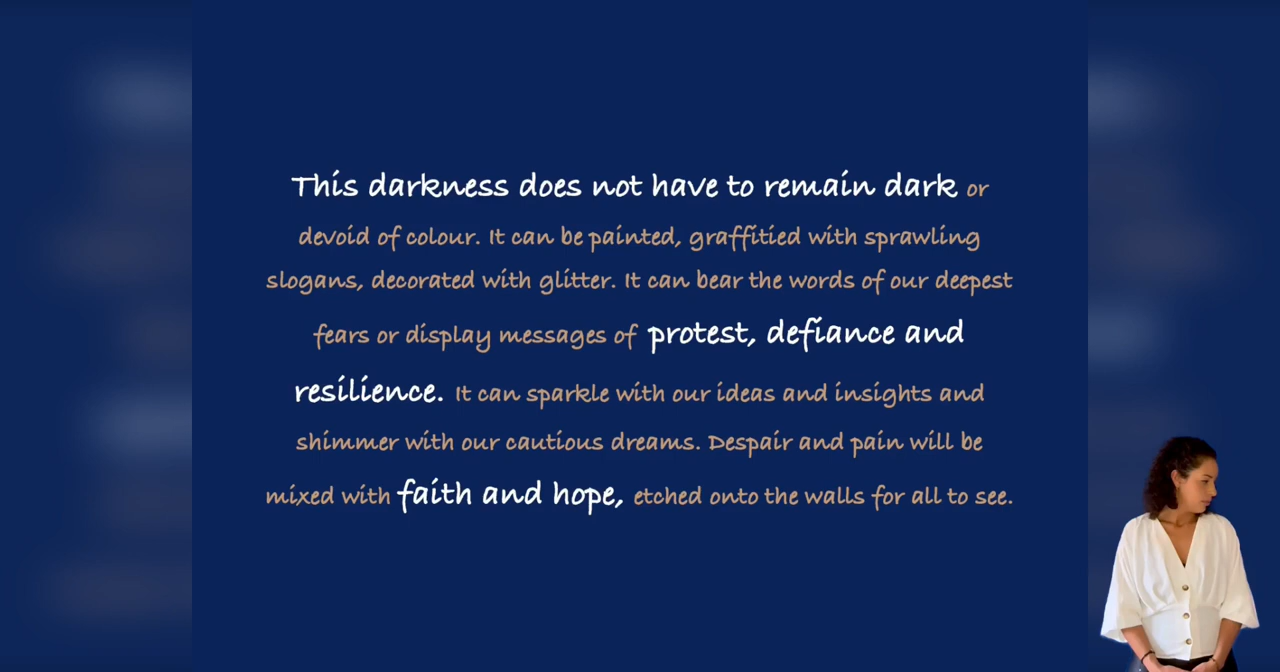 This darkness does not have to remain dark or
devoid of colour. It can be painted, graffitied with sprawling
slogans, decorated with glitter. It can bear the words of our deepest
fears or display messages of protest, defiance and
resilience. It can sparkle with our ideas and insights and
shimmer with our cautious dreams. Despair and pain will be
mixed with faith and hope, etched onto the walls for all to see.